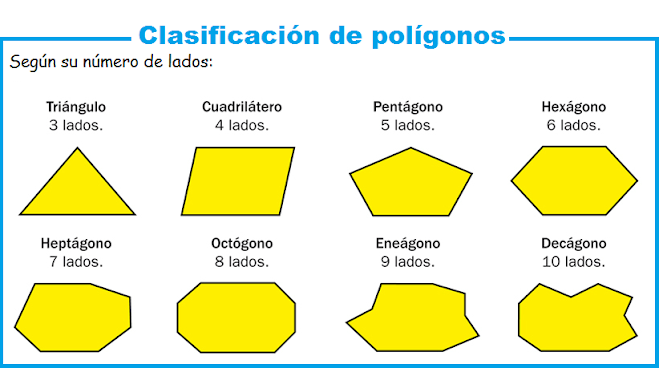 Clasificación de polígonos
Según su número de lados:
Triángulo Cuadrilátero Pentágono Hexágono
3 lados. 4 lados. 5 lados. 6 lados.
Heptágono Octógono Eneágono Decágono
7 lados. 8 lados. 9 lados. 10 lados.